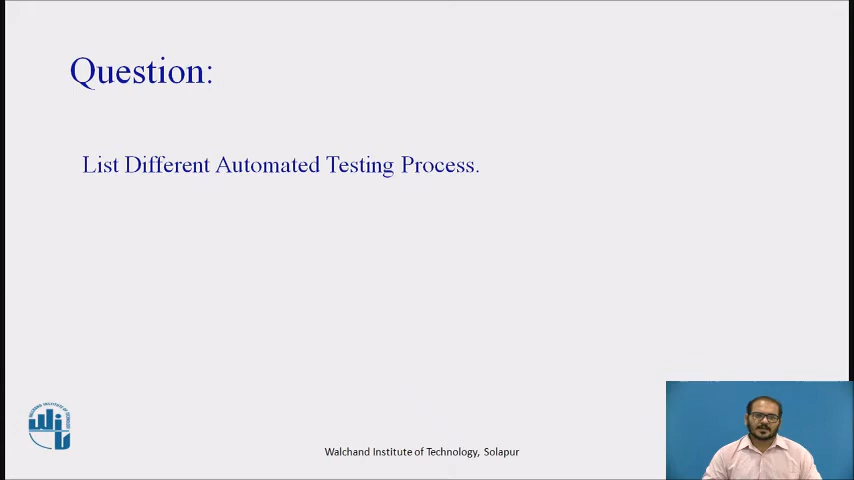 Question:
List Different Automated Testing Process.
Walchand Institute of Technology, Solapur